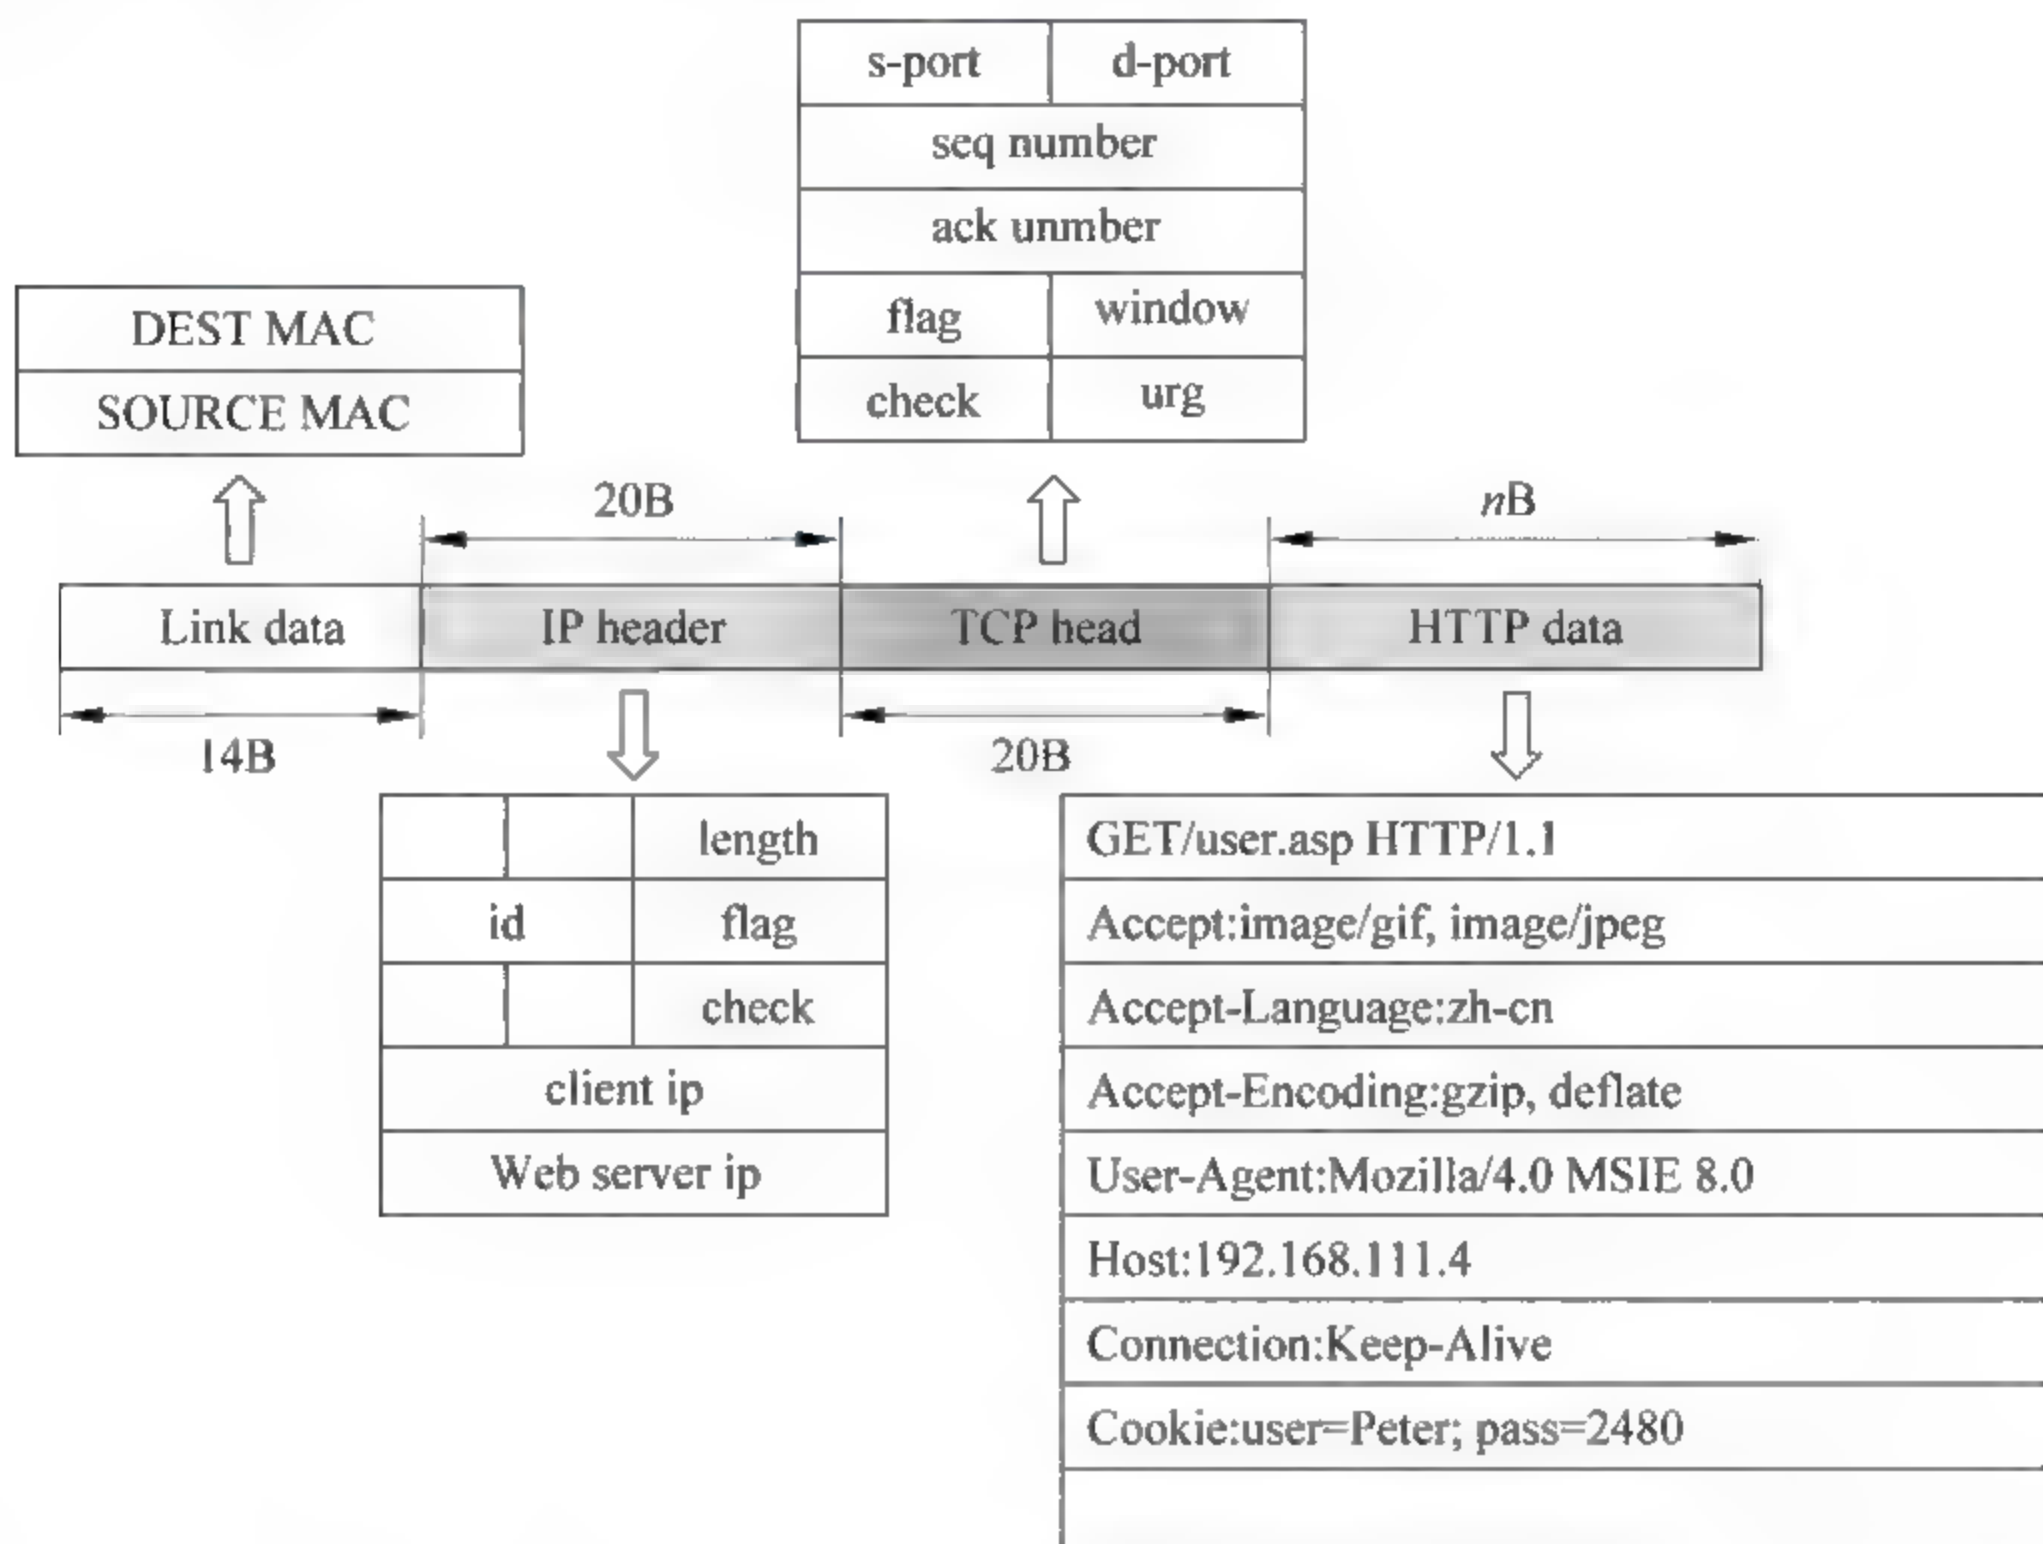 s-port d-port
seq number
ack unmber
flag window
check urg
DEST MAC
SOURCE MAC
20B nB
Link data IP header TCP head HTTP data
14B 20B
length
id flag
check
client ip
Web server ip
GET/user.asp HTTP/1.1
Accept:image/gif, image/jpeg
Accept-Language:zh-cn
Accept-Encoding:gzip, deflate
User-Agent:Mozilla/4.0 MSIE 8.0
Host:192.168.111.4
Connection:Keep-Alive
Cookie:user=Peter; pass=2480